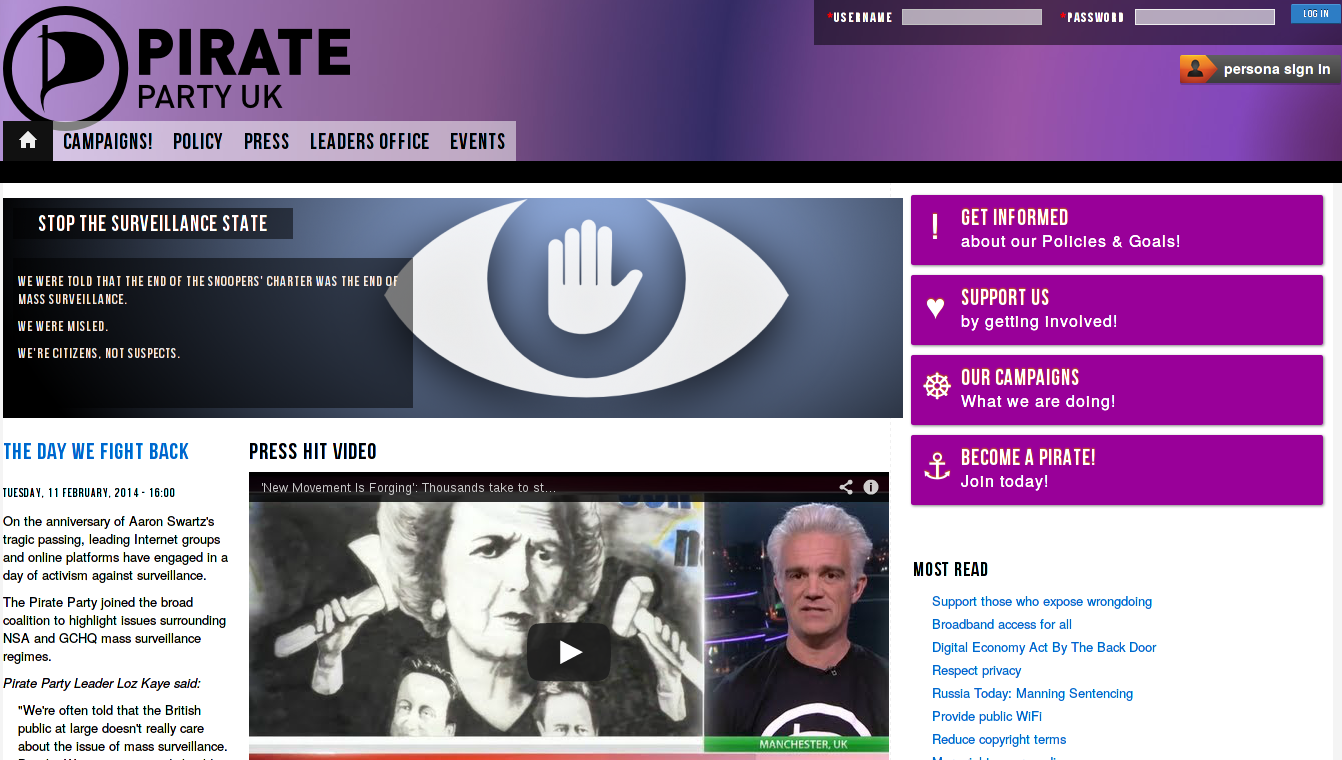 PIRATE
PARTY UK
*USERNAME
*PASSWORD
LOG IN
persona sign in
CAMPAIGNS! POLICY PRESS LEADERS OFFICE EVENTS
STOP THE SURVEILLANCE STATE
WE WERE TOLD THAT THE END OF THE SNOOPERS' CHARTER WAS THE END OF
MASS SURVEILLANCE.
WE WERE MISLED.
WE'RE CITIZENS, NOT SUSPECTS.
THE DAY WE FIGHT BACK
TUESDAY, 11 FEBRUARY, 2014 - 16:00
On the anniversary of Aaron Swartz's
tragic passing, leading Internet groups
and online platforms have engaged in a
day of activism against surveillance.
The Pirate Party joined the broad
coalition to highlight issues surrounding
NSA and GCHQ mass surveillance
regimes.
Pirate Party Leader Loz Kaye said:
"We're often told that the British
public at large doesn't really care
about the issue of mass surveillance.
PRESS HIT VIDEO
'New Movement Is Forging': Thousands take to st...
MANCHESTER, UK
! GET INFORMED
about our Policies & Goals!
♥ SUPPORT US
by getting involved!
OUR CAMPAIGNS
What we are doing!
BECOME A PIRATE!
Join today!
MOST READ
Support those who expose wrongdoing
Broadband access for all
Digital Economy Act By The Back Door
Respect privacy
Russia Today: Manning Sentencing
Provide public WiFi
Reduce copyright terms